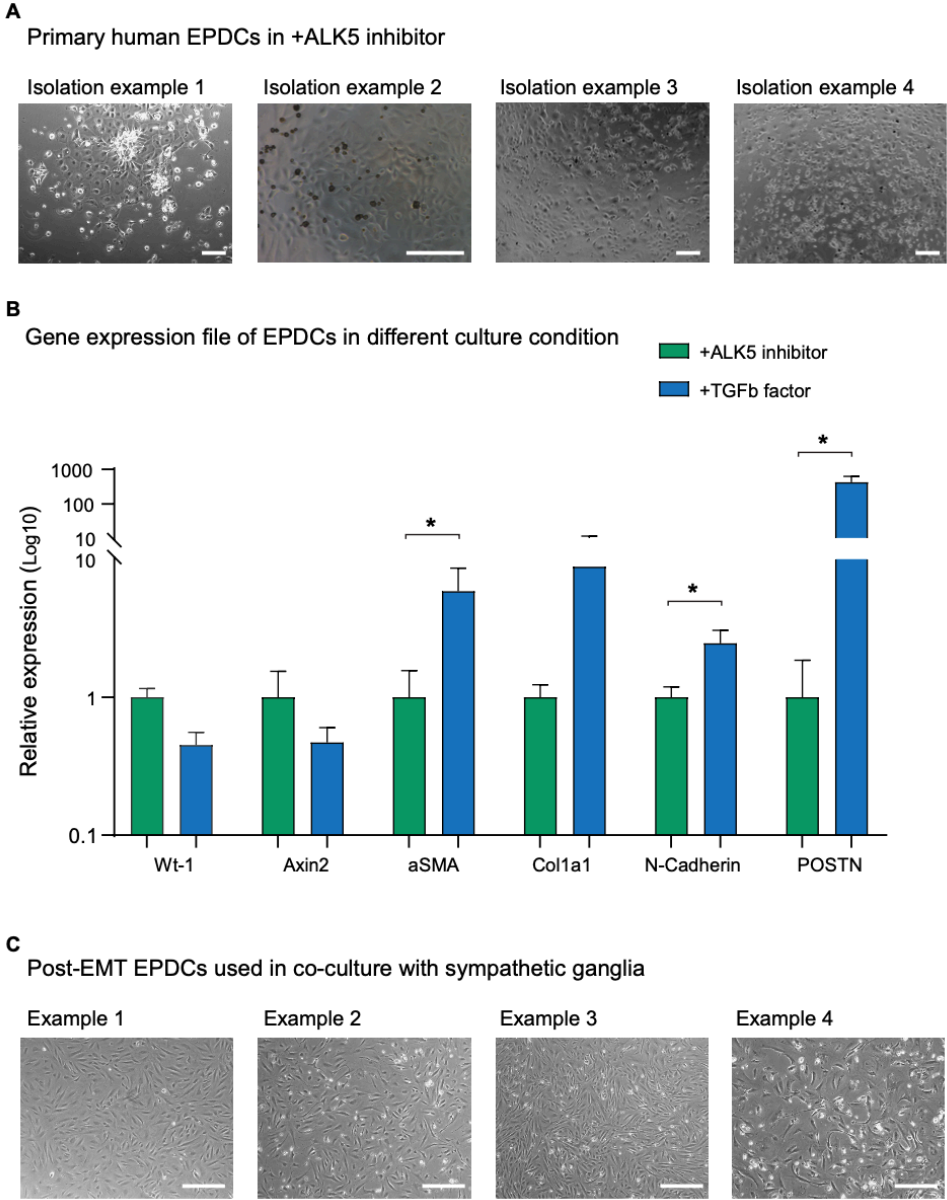 A
Primary human EPDCs in +ALK5 inhibitor
Isolation example 1
Isolation example 2
Isolation example 3
Isolation example 4
B
Gene expression file of EPDCs in different culture condition
+ALK5 inhibitor
+TGFb factor
Relative expression (Log10)
1000
100
10
10
1
0.1
*
*
*
Wt-1
Axin2
aSMA
Col1a1
N-Cadherin
POSTN
C
Post-EMT EPDCs used in co-culture with sympathetic ganglia
Example 1
Example 2
Example 3
Example 4